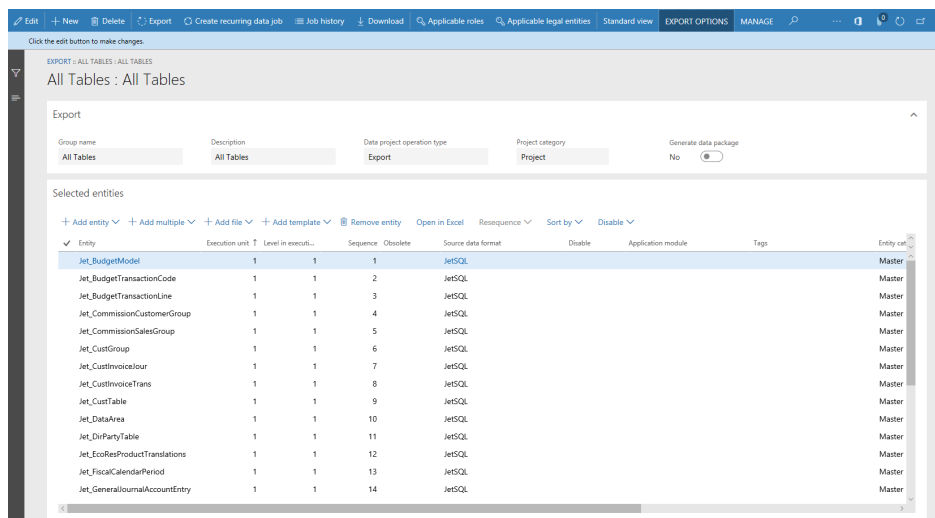 Edit New Delete Export Create recurring data job Job history Download Applicable roles Applicable legal entities Standard view EXPORT OPTIONS MANAGE ... 0
Click the edit button to make changes.
EXPORT :: ALL TABLES : ALL TABLES
All Tables : All Tables
Export
Group name Description Data project operation type Project category Generate data package
All Tables All Tables Export Project No
Selected entities
Add entity Add multiple Add file Add template Remove entity Open in Excel Resequence Sort by Disable
Entity Execution unit Level in executi... Sequence Obsolete Source data format Disable Application module Tags Entity cat
Jet_BudgetModel 1 1 1 JetSQL Master
Jet_BudgetTransactionCode 1 1 2 JetSQL Master
Jet_BudgetTransactionLine 1 1 3 JetSQL Master
Jet_CommissionCustomerGroup 1 1 4 JetSQL Master
Jet_CommissionSalesGroup 1 1 5 JetSQL Master
Jet_CustGroup 1 1 6 JetSQL Master
Jet_CustInvoiceJour 1 1 7 JetSQL Master
Jet_CustInvoiceTrans 1 1 8 JetSQL Master
Jet_CustTable 1 1 9 JetSQL Master
Jet_DataArea 1 1 10 JetSQL Master
Jet_DirPartyTable 1 1 11 JetSQL Master
Jet_EcoResProductTranslations 1 1 12 JetSQL Master
Jet_FiscalCalendarPeriod 1 1 13 JetSQL Master
Jet_GeneralJournalAccountEntry 1 1 14 JetSQL Master